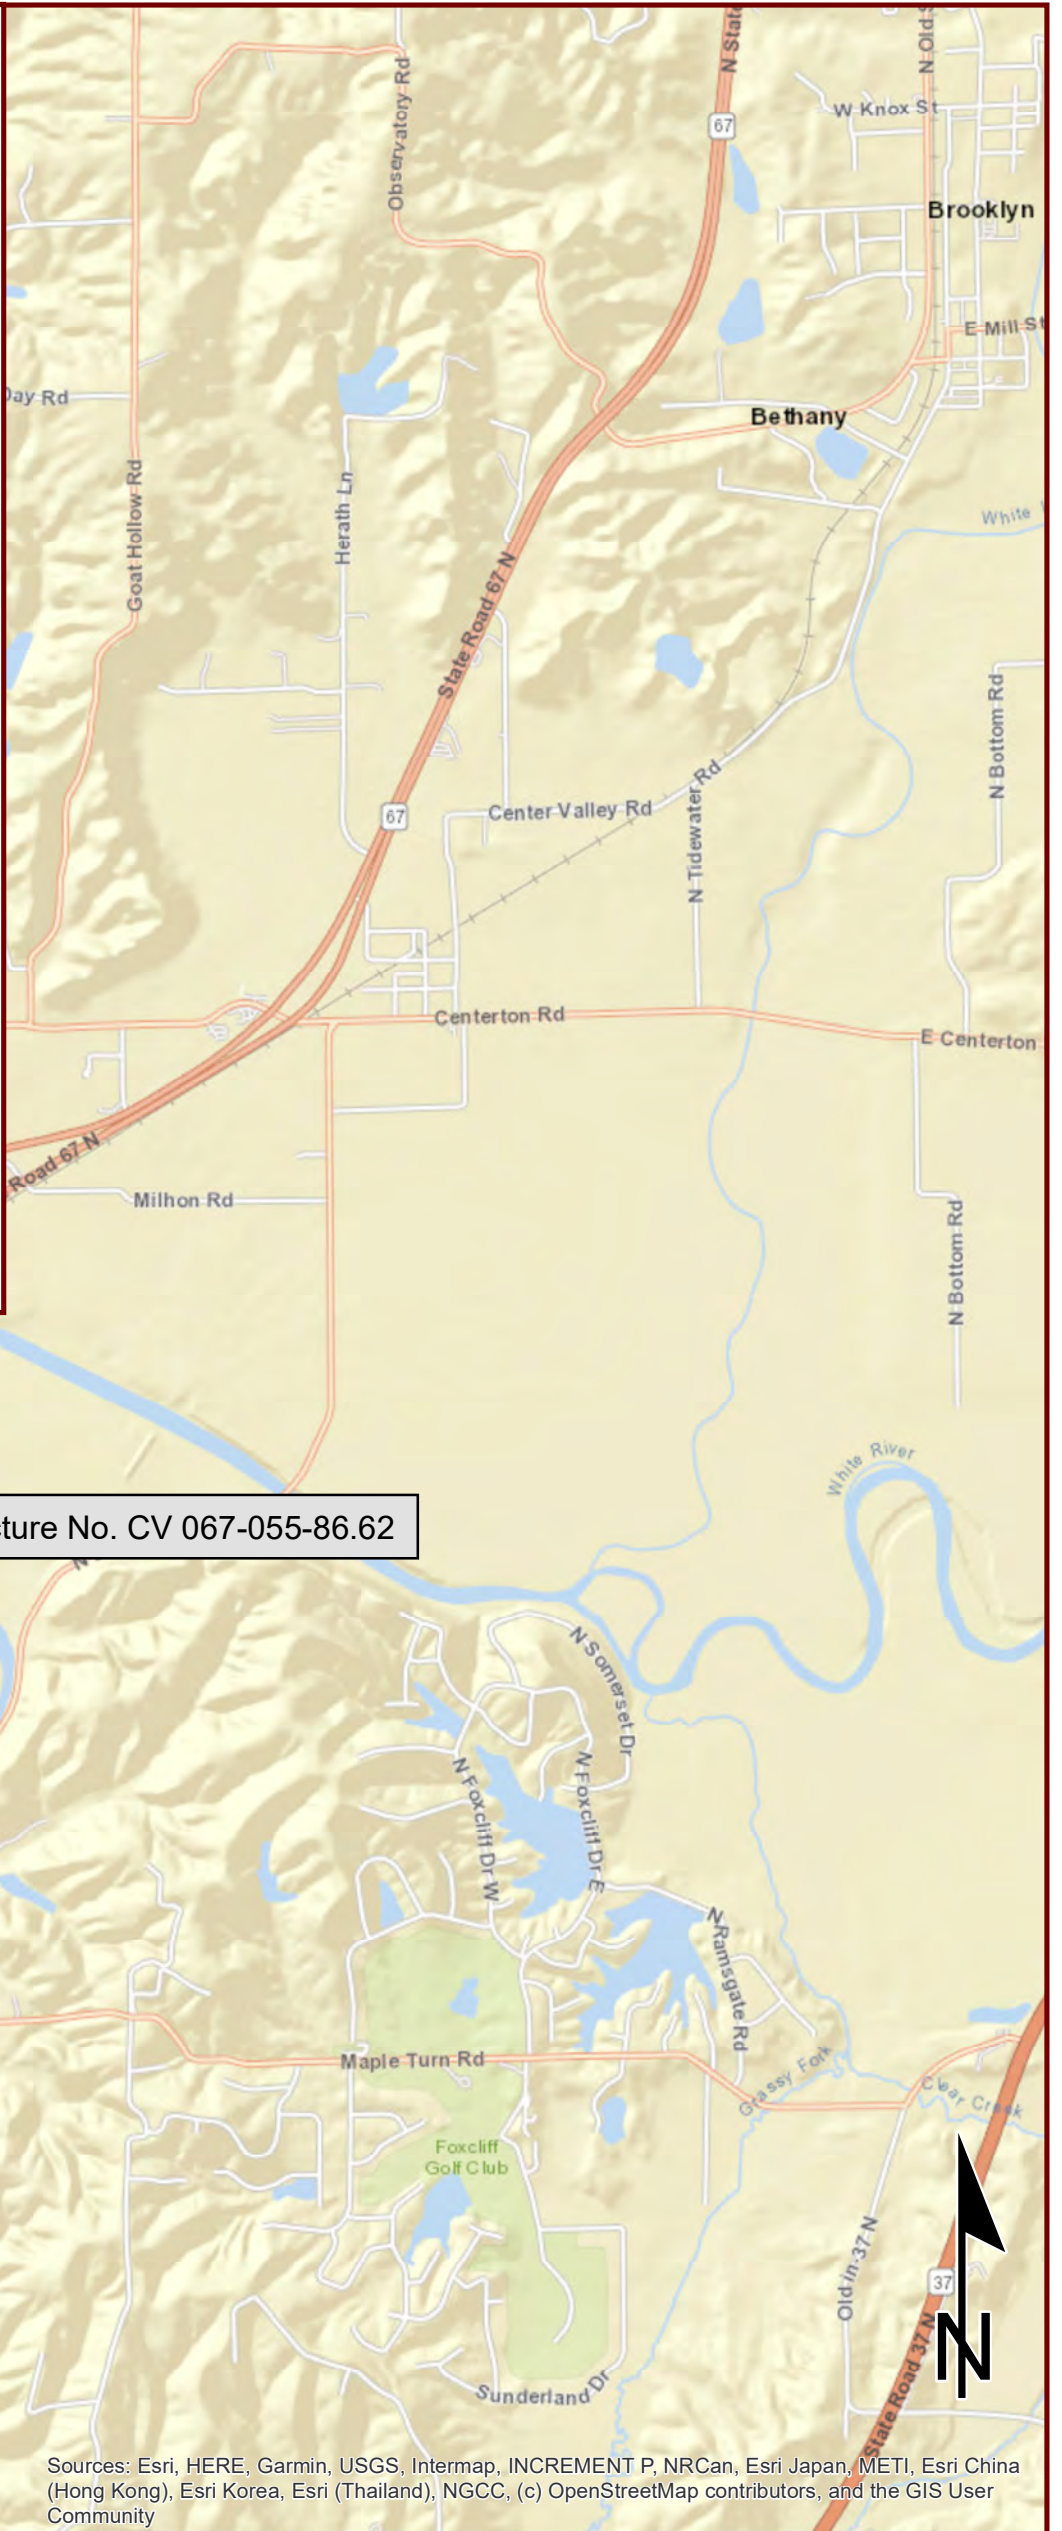 N State
N Old S
Observatory Rd
W Knox St
67
Brooklyn
E Mill St
Day Rd
Bethany
Goat Hollow Rd
Herath Ln
White
State Road 67 N
N Bottom Rd
67
Center Valley Rd
N Tidewater Rd
Centerton Rd
E Centerton
Road 67 N
Milhon Rd
N Bottom Rd
White River
cture No. CV 067-055-86.62
N
N Somerset Dr
N Foxcliff Dr W
N Foxcliff Dr E
N Ramsgate Rd
Maple Turn Rd
Grassy Fork
Clear Creek
Foxcliff
Golf Club
Old in-37 N
37
N
State Road 37 N
Sunderland Dr
Sources: Esri, HERE, Garmin, USGS, Intermap, INCREMENT P, NRCan, Esri Japan, METI, Esri China
(Hong Kong), Esri Korea, Esri (Thailand), NGCC, (c) OpenStreetMap contributors, and the GIS User
Community